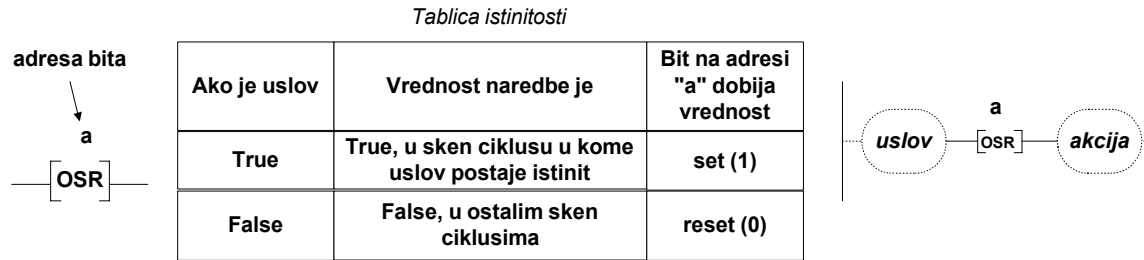 Tablica istinitosti
adresa bita
a
OSR
Ako je uslov
Vrednost naredbe je
Bit na adresi
"a" dobija
vrednost
True
True, u sken ciklusu u kome
uslov postaje istinit
set (1)
False
False, u ostalim sken
ciklusima
reset (0)
a
uslov OSR akcija